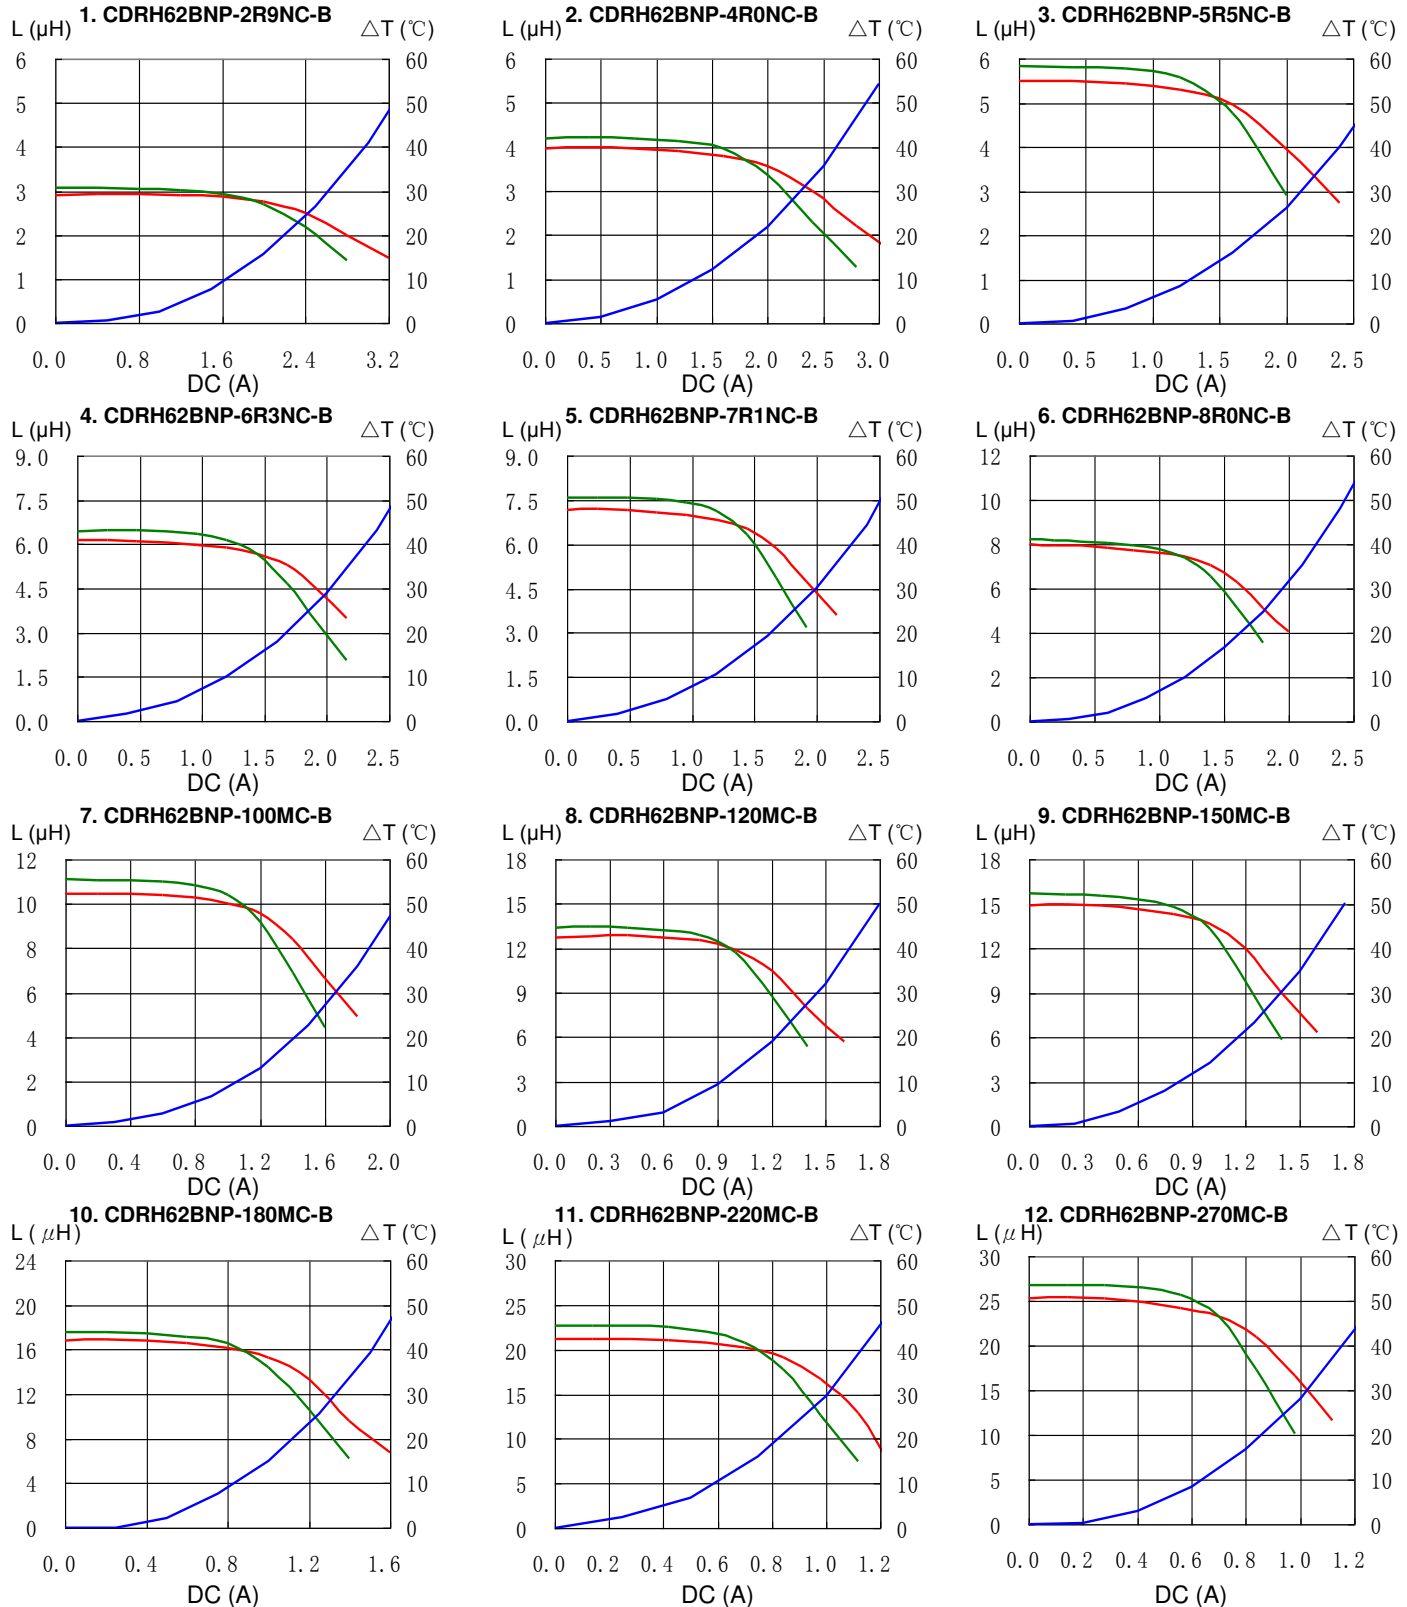 1. CDRH62BNP-2R9NC-B
L (µH) △T (℃)
6 60
5 50
4 40
3 30
2 20
1 10
0 0
0.0 0.8 1.6 2.4 3.2
DC (A)
2. CDRH62BNP-4R0NC-B
L (µH) △T (℃)
6 60
5 50
4 40
3 30
2 20
1 10
0 0
0.0 0.5 1.0 1.5 2.0 2.5 3.0
DC (A)
3. CDRH62BNP-5R5NC-B
L (µH) △T (℃)
6 60
5 50
4 40
3 30
2 20
1 10
0 0
0.0 0.5 1.0 1.5 2.0 2.5
DC (A)
4. CDRH62BNP-6R3NC-B
L (µH) △T (℃)
9.0 60
7.5 50
6.0 40
4.5 30
3.0 20
1.5 10
0.0 0
0.0 0.5 1.0 1.5 2.0 2.5
DC (A)
5. CDRH62BNP-7R1NC-B
L (µH) △T (℃)
9.0 60
7.5 50
6.0 40
4.5 30
3.0 20
1.5 10
0.0 0
0.0 0.5 1.0 1.5 2.0 2.5
DC (A)
6. CDRH62BNP-8R0NC-B
L (µH) △T (℃)
12 60
10 50
8 40
6 30
4 20
2 10
0 0
0.0 0.5 1.0 1.5 2.0 2.5
DC (A)
7. CDRH62BNP-100MC-B
L (µH) △T (℃)
12 60
10 50
8 40
6 30
4 20
2 10
0 0
0.0 0.4 0.8 1.2 1.6 2.0
DC (A)
8. CDRH62BNP-120MC-B
L (µH) △T (℃)
18 60
15 50
12 40
9 30
6 20
3 10
0 0
0.0 0.3 0.6 0.9 1.2 1.5 1.8
DC (A)
9. CDRH62BNP-150MC-B
L (µH) △T (℃)
18 60
15 50
12 40
9 30
6 20
3 10
0 0
0.0 0.3 0.6 0.9 1.2 1.5 1.8
DC (A)
10. CDRH62BNP-180MC-B
L ( µH) △T (℃)
24 60
20 50
16 40
12 30
8 20
4 10
0 0
0.0 0.4 0.8 1.2 1.6
DC (A)
11. CDRH62BNP-220MC-B
L ( µH) △T (℃)
30 60
25 50
20 40
15 30
10 20
5 10
0 0
0.0 0.2 0.4 0.6 0.8 1.0 1.2
DC (A)
12. CDRH62BNP-270MC-B
L (µ H) △T (℃)
30 60
25 50
20 40
15 30
10 20
5 10
0 0
0.0 0.2 0.4 0.6 0.8 1.0 1.2
DC (A)